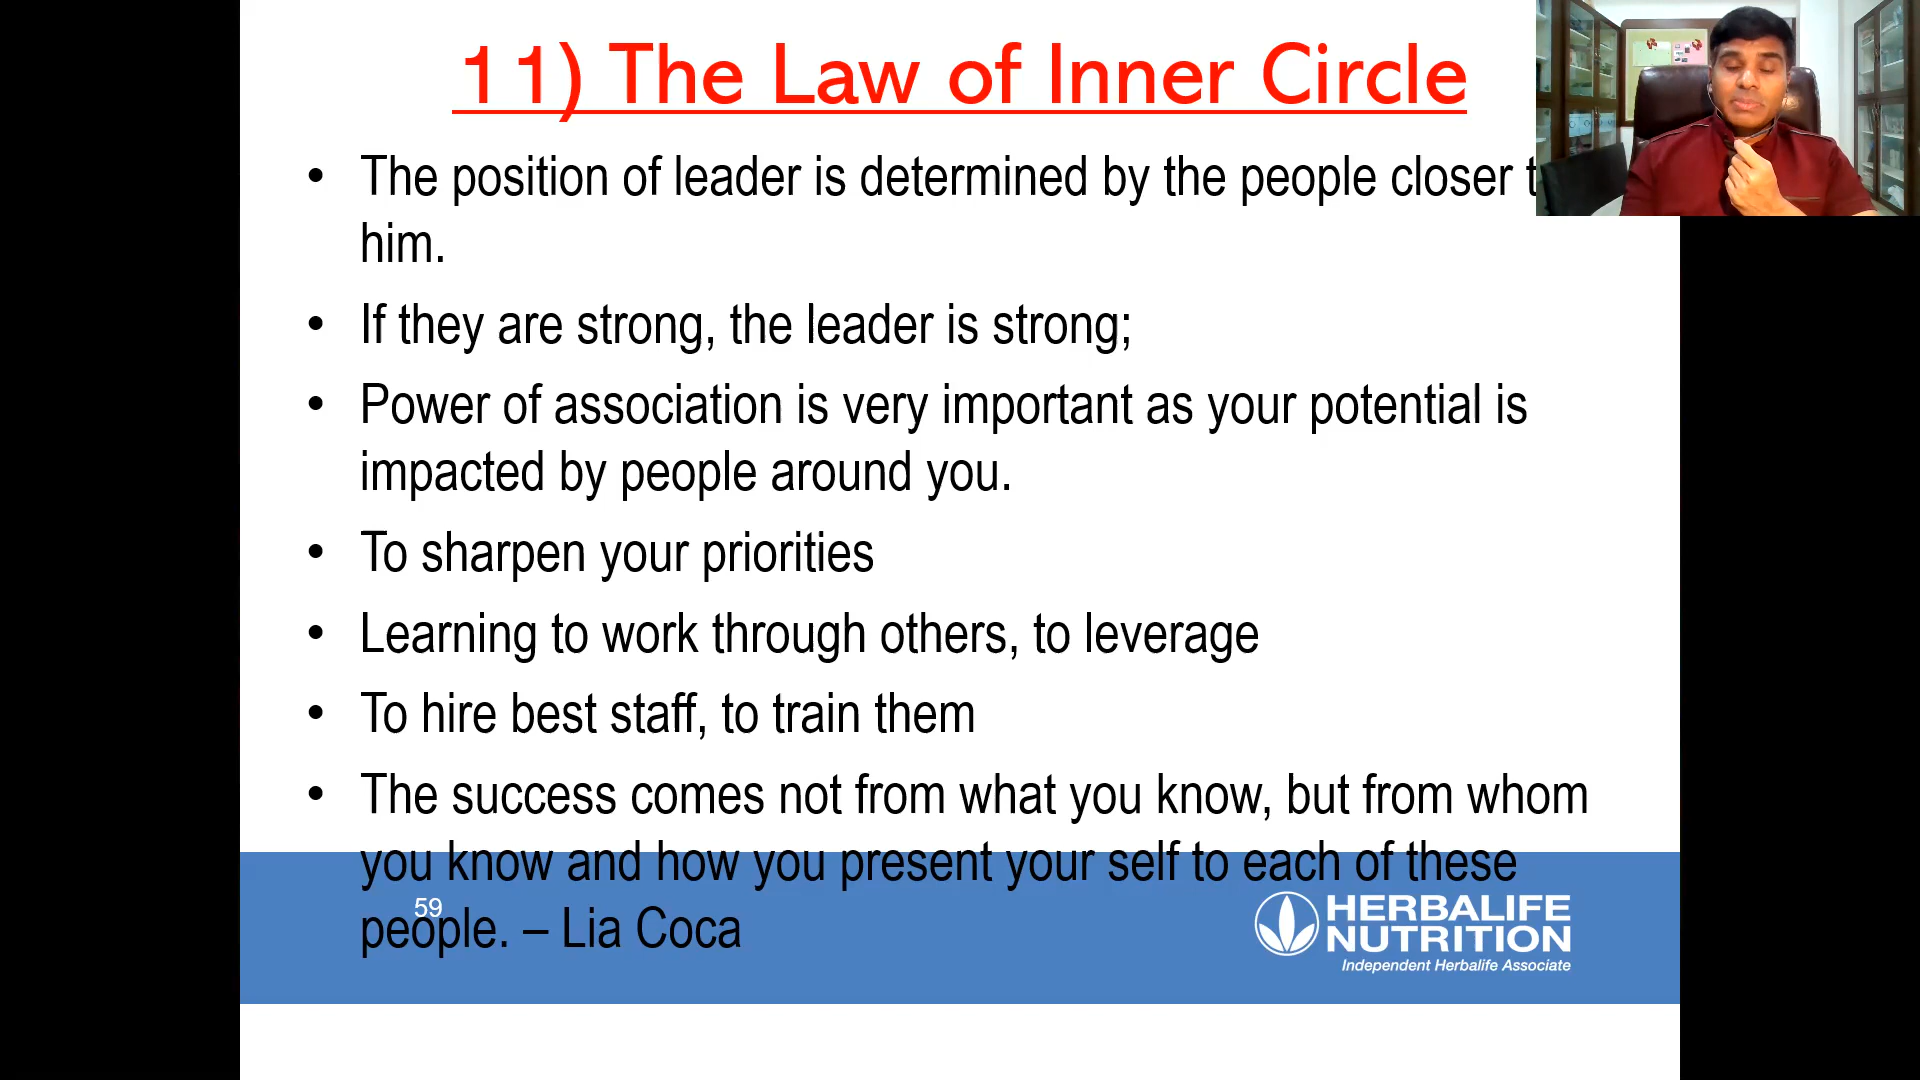 11) The Law of Inner Circle
• The position of leader is determined by the people closer
him.
• If they are strong, the leader is strong;
• Power of association is very important as your potential is
impacted by people around you.
• To sharpen your priorities
• Learning to work through others, to leverage
• To hire best staff, to train them
• The success comes not from what you know, but from whom
you know and how you present your self to each of these
people. – Lia Coca
59
HERBALIFE
NUTRITION
Independent Herbalife Associate